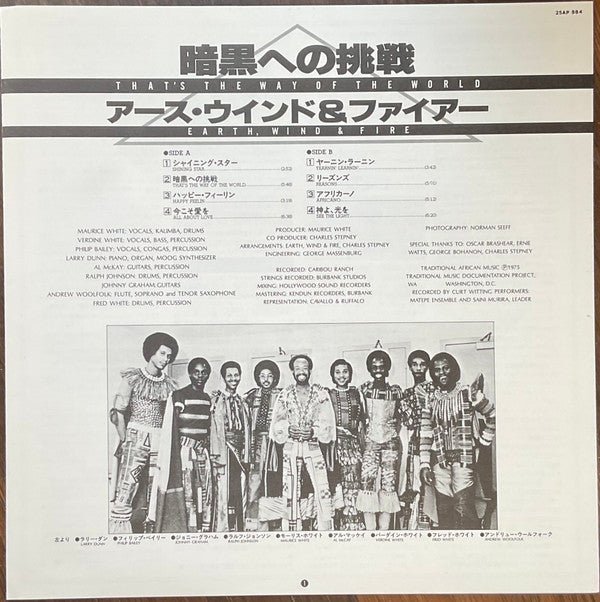 25AP 584
暗黒への挑戦
THAT'S THE WAY OF THE WORLD
アース・ウインド&ファイアー
EARTH, WIND & FIRE
●SIDE A
1 シャイニング・スター
SHINING STAR (2:52)
2 暗黒への挑戦
THAT'S THE WAY OF THE WORLD (5:46)
3 ハッピー・フィーリン
HAPPY FEELIN'
4 今こそ愛を
ALL ABOUT LOVE
●SIDE B
1 ヤーニン・ラーニン
YEARNIN' LEARNIN' (3:42)
2 リーズンズ
REASONS
3 アフリカーノ
AFRICANO
4 神よ、光を
SEE THE LIGHT
MAURICE WHITE: VOCALS, KALIMBA, DRUMS
VERDINE WHITE: VOCALS, BASS, PERCUSSION
PHILIP BAILEY: VOCALS, CONGAS, PERCUSSION
LARRY DUNN: PIANO, ORGAN, MOOG SYNTHESIZER
AL McKAY: GUITARS, PERCUSSION
RALPH JOHNSON: DRUMS, PERCUSSION
JOHNNY GRAHAM: GUITARS
ANDREW WOOLFOLK: FLUTE, SOPRANO and TENOR SAXOPHONE
FRED WHITE: DRUMS, PERCUSSION
PRODUCER: MAURICE WHITE
CO PRODUCER: CHARLES STEPNEY
ARRANGEMENTS: EARTH, WIND & FIRE, CHARLES STEPNEY
ENGINEERING: GEORGE MASSENBURG
RECORDED: CARIBOU RANCH
STRINGS RECORDED: BURBANK STUDIOS
MIXING: HOLLYWOOD SOUND RECORDERS
MASTERING: KENDUN RECORDERS, BURBANK
REPRESENTATION: CAVALLO & RUFFALO
PHOTOGRAPHY: NORMAN SEEFF
SPECIAL THANKS TO: OSCAR BRASHEAR, ERNIE
WATTS, GEORGE BOHANON, CHARLES STEPNEY
TRADITIONAL AFRICAN MUSIC Ⓟ1973
TRADITIONAL MUSIC DOCUMENTATION PROJECT,
WASHINGTON, D.C.
RECORDED BY CURT WITTING PERFORMERS:
MATEPE ENSEMBLE AND SAINI MURIRA, LEADER
左より ●ラリー・ダン ●フィリップ・ベイリー ●ジョニー・グラハム ●ラルフ・ジョンソン ●モーリス・ホワイト ●アル・マッケイ ●バーダイン・ホワイト ●フレッド・ホワイト ●アンドリュー・ウールフォーク
LARRY DUNN PHILIP BAILEY JOHNNY GRAHAM RALPH JOHNSON MAURICE WHITE AL McCAY VERDINE WHITE FRED WHITE ANDREW WOOLFOLK
1